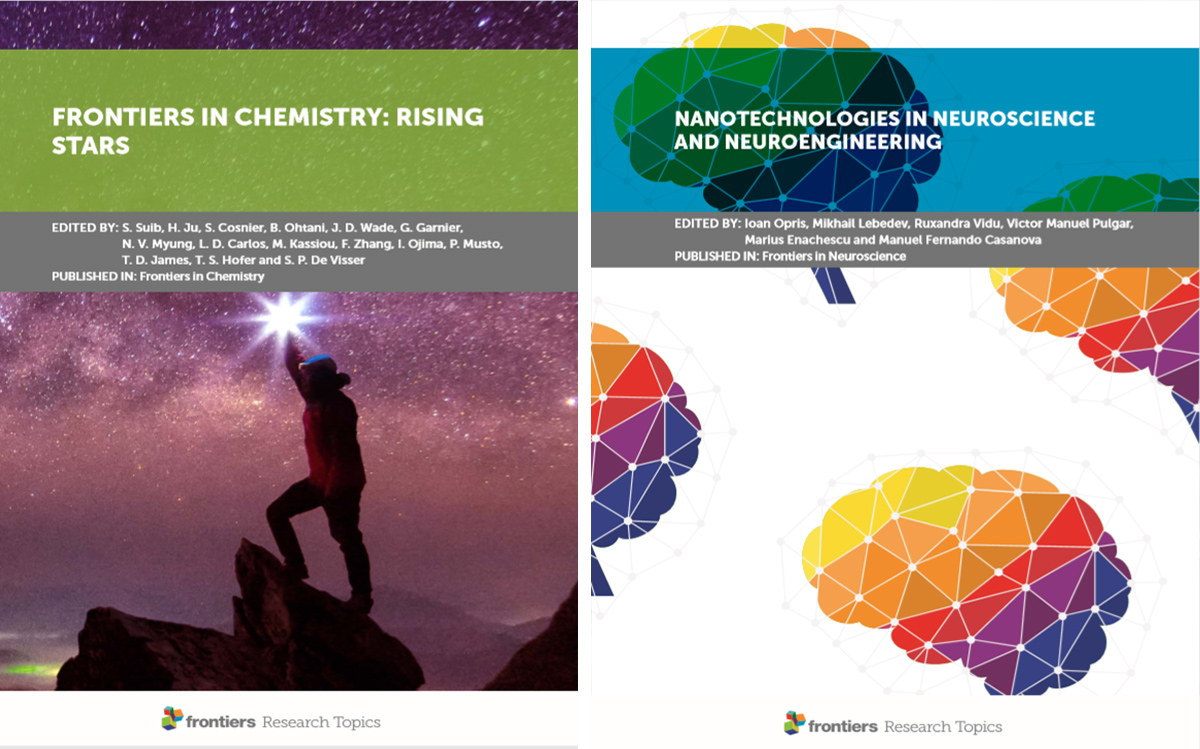 FRONTIERS IN CHEMISTRY: RISING
STARS
EDITED BY: S. Suib, H. Ju, S. Cosnier, B. Ohtani, J. D. Wade, G. Garnier,
N. V. Myung, L. D. Carlos, M. Kassiou, F. Zhang, I. Ojima, P. Musto,
T. D. James, T. S. Hofer and S. P. De Visser
PUBLISHED IN: Frontiers in Chemistry
frontiers Research Topics
NANOTECHNOLOGIES IN NEUROSCIENCE
AND NEUROENGINEERING
EDITED BY: Ioan Opris, Mikhail Lebedev, Ruxandra Vidu, Victor Manuel Pulgar,
Marius Enachescu and Manuel Fernando Casanova
PUBLISHED IN: Frontiers in Neuroscience
frontiers Research Topics